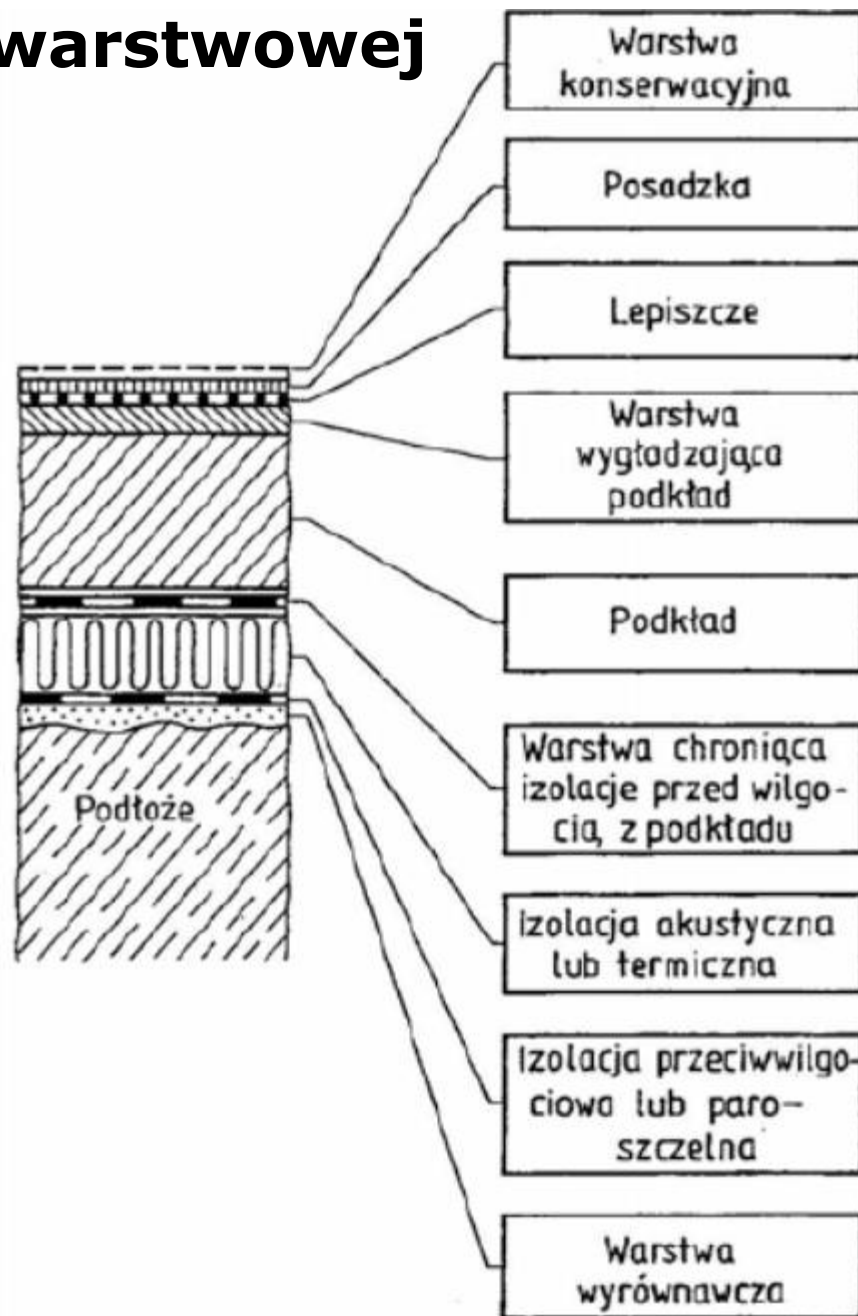 warstwowej
Warstwa
konserwacyjna
Posadzka
Lepiszcze
Warstwa
wygładzająca
podkład
Podkład
Warstwa chroniąca
izolacje przed wilgo-
cią, z podkładu
Izolacja akustyczna
lub termiczna
Izolacja przeciwwilgo-
ciowa lub paro-
szczelna
Warstwa
wyrównawcza
Podłoże